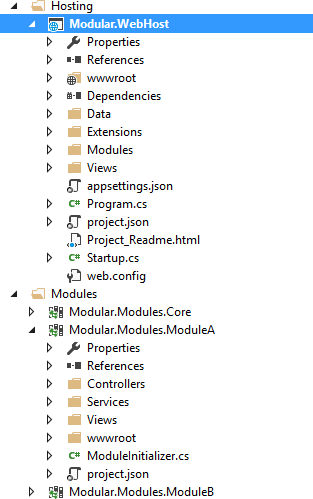 Hosting
Modular.WebHost
Properties
References
wwwroot
Dependencies
Data
Extensions
Modules
Views
appsettings.json
C# Program.cs
project.json
Project_Readme.html
C# Startup.cs
web.config
Modules
Modular.Modules.Core
Modular.Modules.ModuleA
Properties
References
Controllers
Services
Views
wwwroot
C# ModuleInitializer.cs
project.json
Modular.Modules.ModuleB